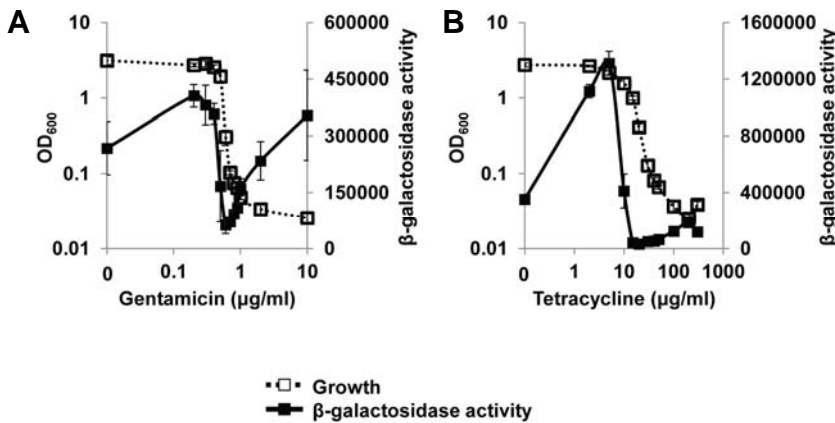 A
B
10
1
0.1
0.01
OD600
600000
450000
300000
150000
0
β-galactosidase activity
0
0.1
1
10
Gentamicin (µg/ml)
10
1
0.1
0.01
OD600
1600000
1200000
800000
400000
0
β-galactosidase activity
0
1
10
100
1000
Tetracycline (µg/ml)
Growth
β-galactosidase activity